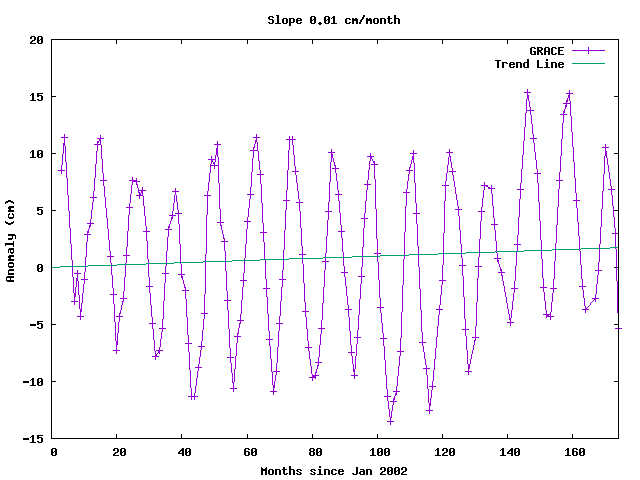 Slope 0.01 cm/month
GRACE
Trend Line
20
15
10
5
0
-5
-10
-15
Anomaly (cm)
0 20 40 60 80 100 120 140 160
Months since Jan 2002